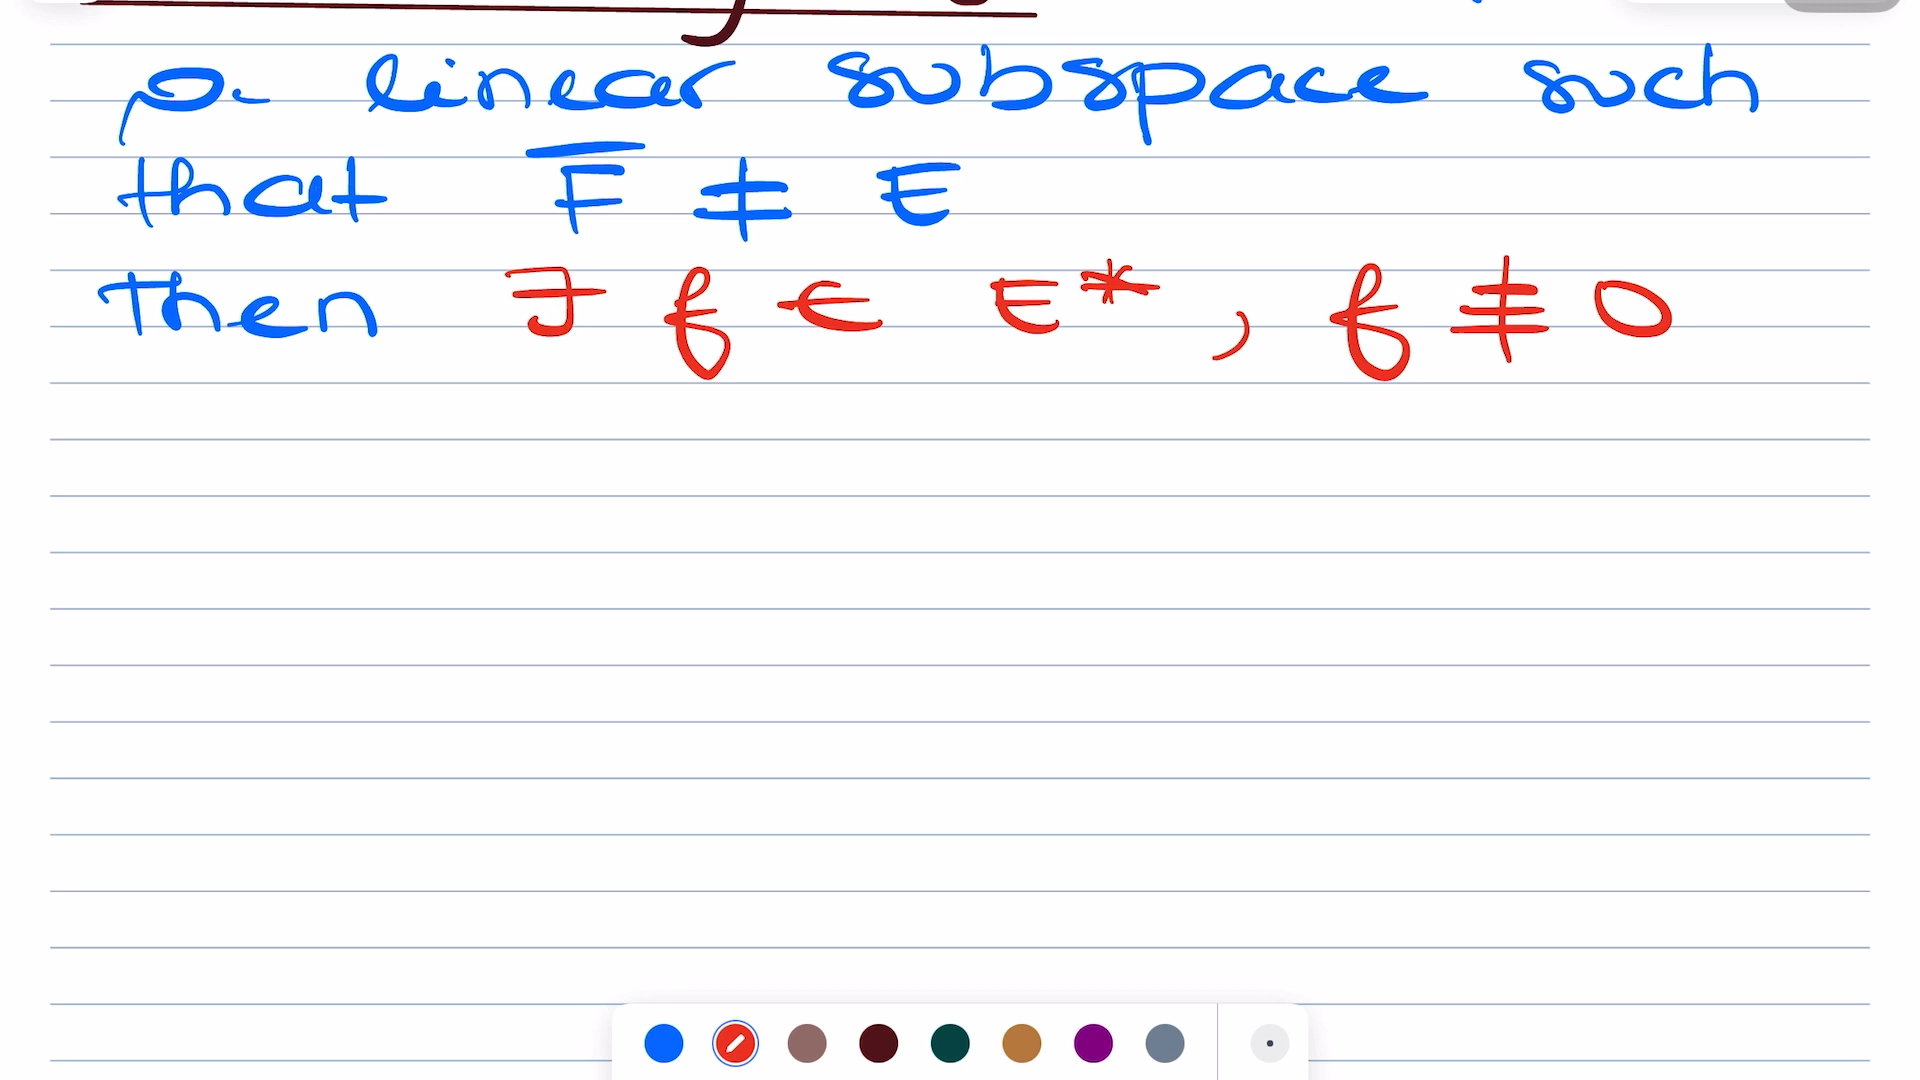 a linear subspace such
that F̅ ≠ E
Then ∃ f ∈ E*, f ≢ 0